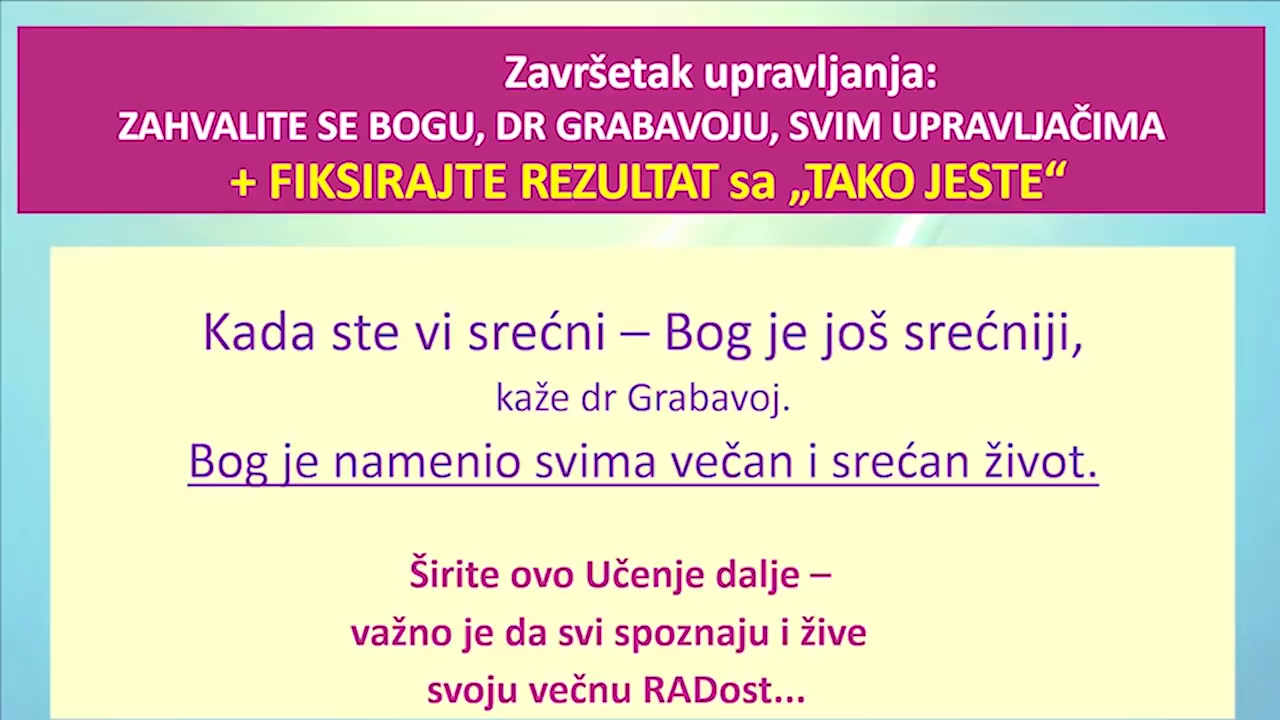 Završetak upravljanja:
ZAHVALITE SE BOGU, DR GRABAVOJU, SVIM UPRAVLJAČIMA
+ FIKSIRAJTE REZULTAT sa „TAKO JESTE“
Kada ste vi srećni – Bog je još srećniji,
kaže dr Grabavoj.
Bog je namenio svima večan i srećan život.
Širite ovo Učenje dalje –
važno je da svi spoznaju i žive
svoju večnu RADost...